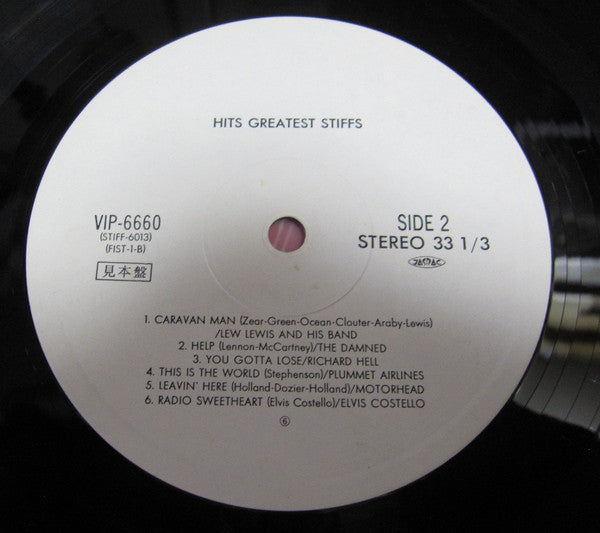 HITS GREATEST STIFFS
VIP-6660
(STIFF-6013)
(FIST-1-B)
見本盤
SIDE 2
STEREO 33 1/3
JASRAC
1. CARAVAN MAN (Zear-Green-Ocean-Clouter-Araby-Lewis)
/LEW LEWIS AND HIS BAND
2. HELP (Lennon-McCartney)/THE DAMNED
3. YOU GOTTA LOSE/RICHARD HELL
4. THIS IS THE WORLD (Stephenson)/PLUMMET AIRLINES
5. LEAVIN' HERE (Holland-Dozier-Holland)/MOTORHEAD
6. RADIO SWEETHEART (Elvis Costello)/ELVIS COSTELLO
⑥